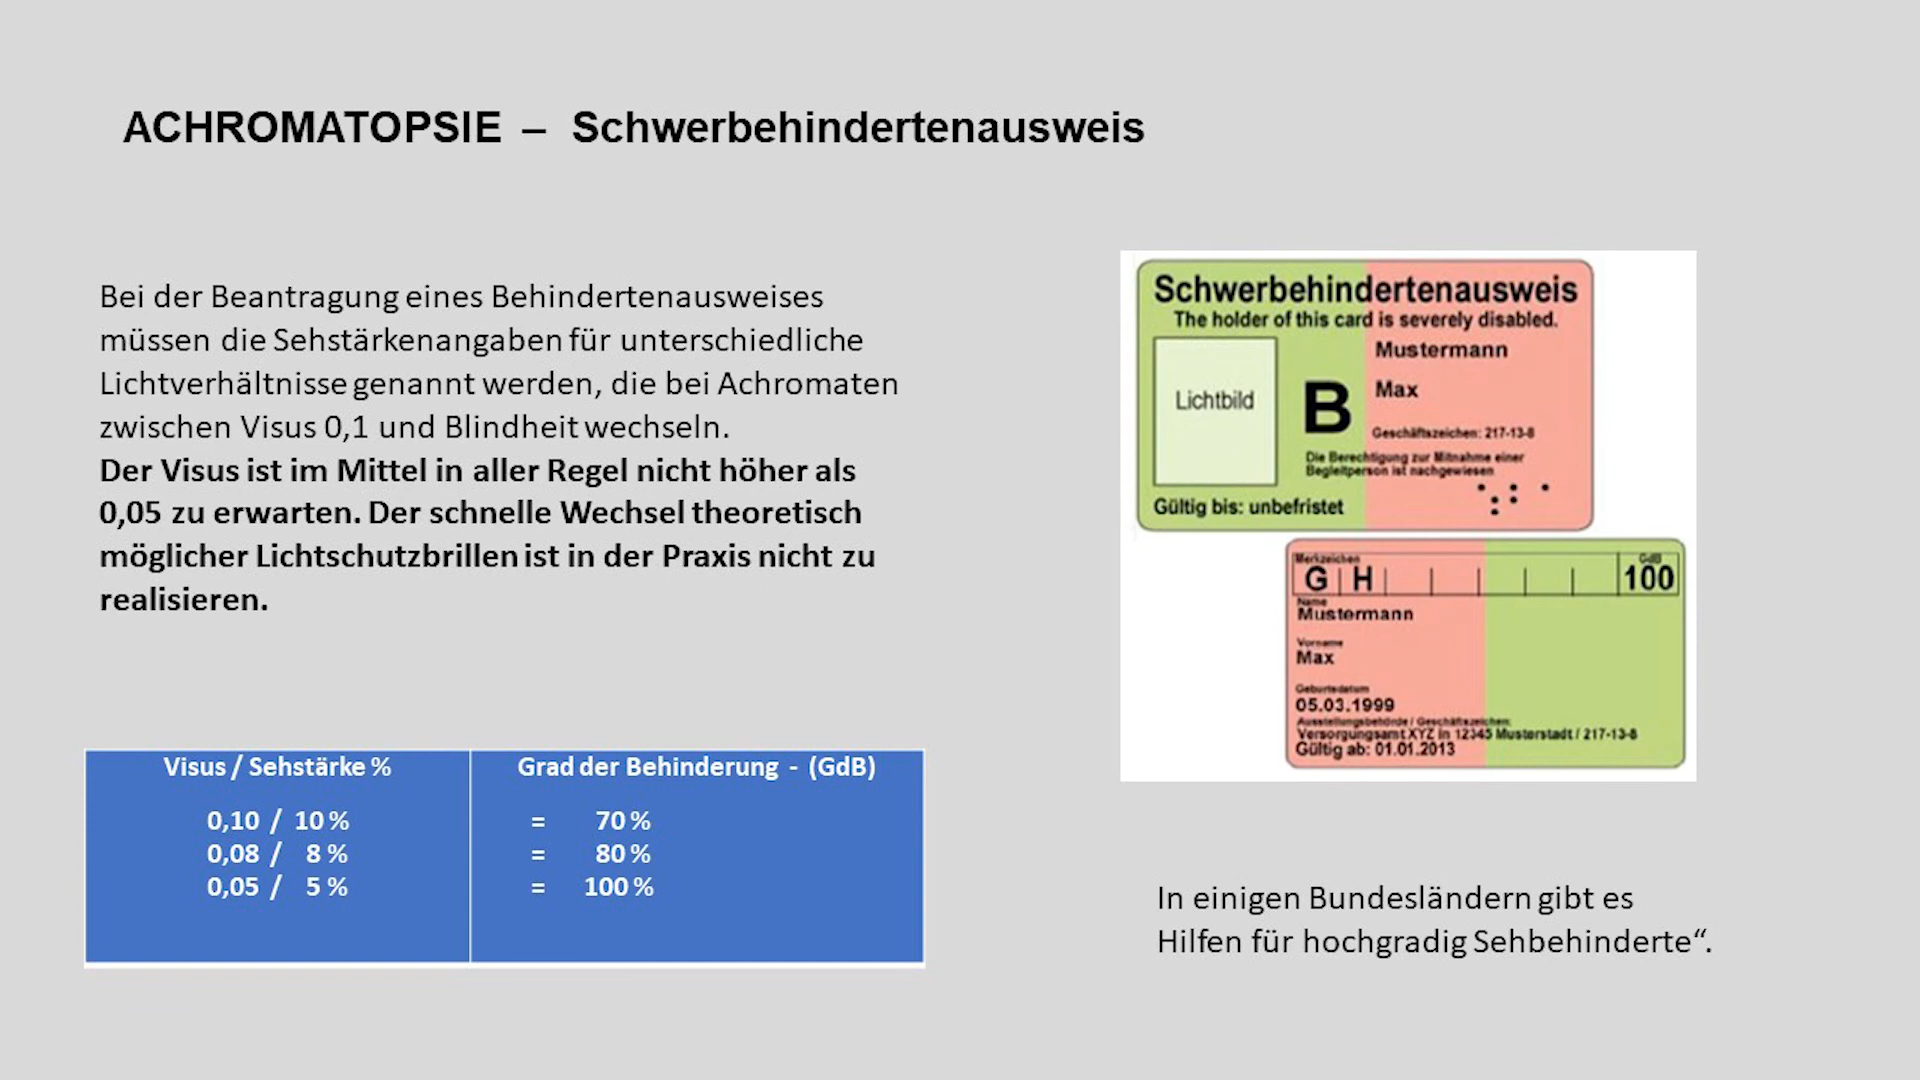 ACHROMATOPSIE – Schwerbehindertenausweis
Bei der Beantragung eines Behindertenausweises
müssen die Sehstärkenangaben für unterschiedliche
Lichtverhältnisse genannt werden, die bei Achromaten
zwischen Visus 0,1 und Blindheit wechseln.
Der Visus ist im Mittel in aller Regel nicht höher als
0,05 zu erwarten. Der schnelle Wechsel theoretisch
möglicher Lichtschutzbrillen ist in der Praxis nicht zu
realisieren.
Visus / Sehstärke % Grad der Behinderung - (GdB)
0,10 / 10 % = 70 %
0,08 / 8 % = 80 %
0,05 / 5 % = 100 %
Schwerbehindertenausweis
The holder of this card is severely disabled.
Mustermann
Max
Lichtbild
B
Geschäftszeichen: 217-13-8
Die Berechtigung zur Mitnahme einer
Begleitperson ist nachgewiesen
Gültig bis: unbefristet
Merkzeichen GdB
G H 100
Name
Mustermann
Vorname
Max
Geburtsdatum
05.03.1999
Ausstellungsbehörde / Geschäftszeichen:
Versorgungsamt XYZ in 12345 Musterstadt / 217-13-8
Gültig ab: 01.01.2013
In einigen Bundesländern gibt es
Hilfen für hochgradig Sehbehinderte“.